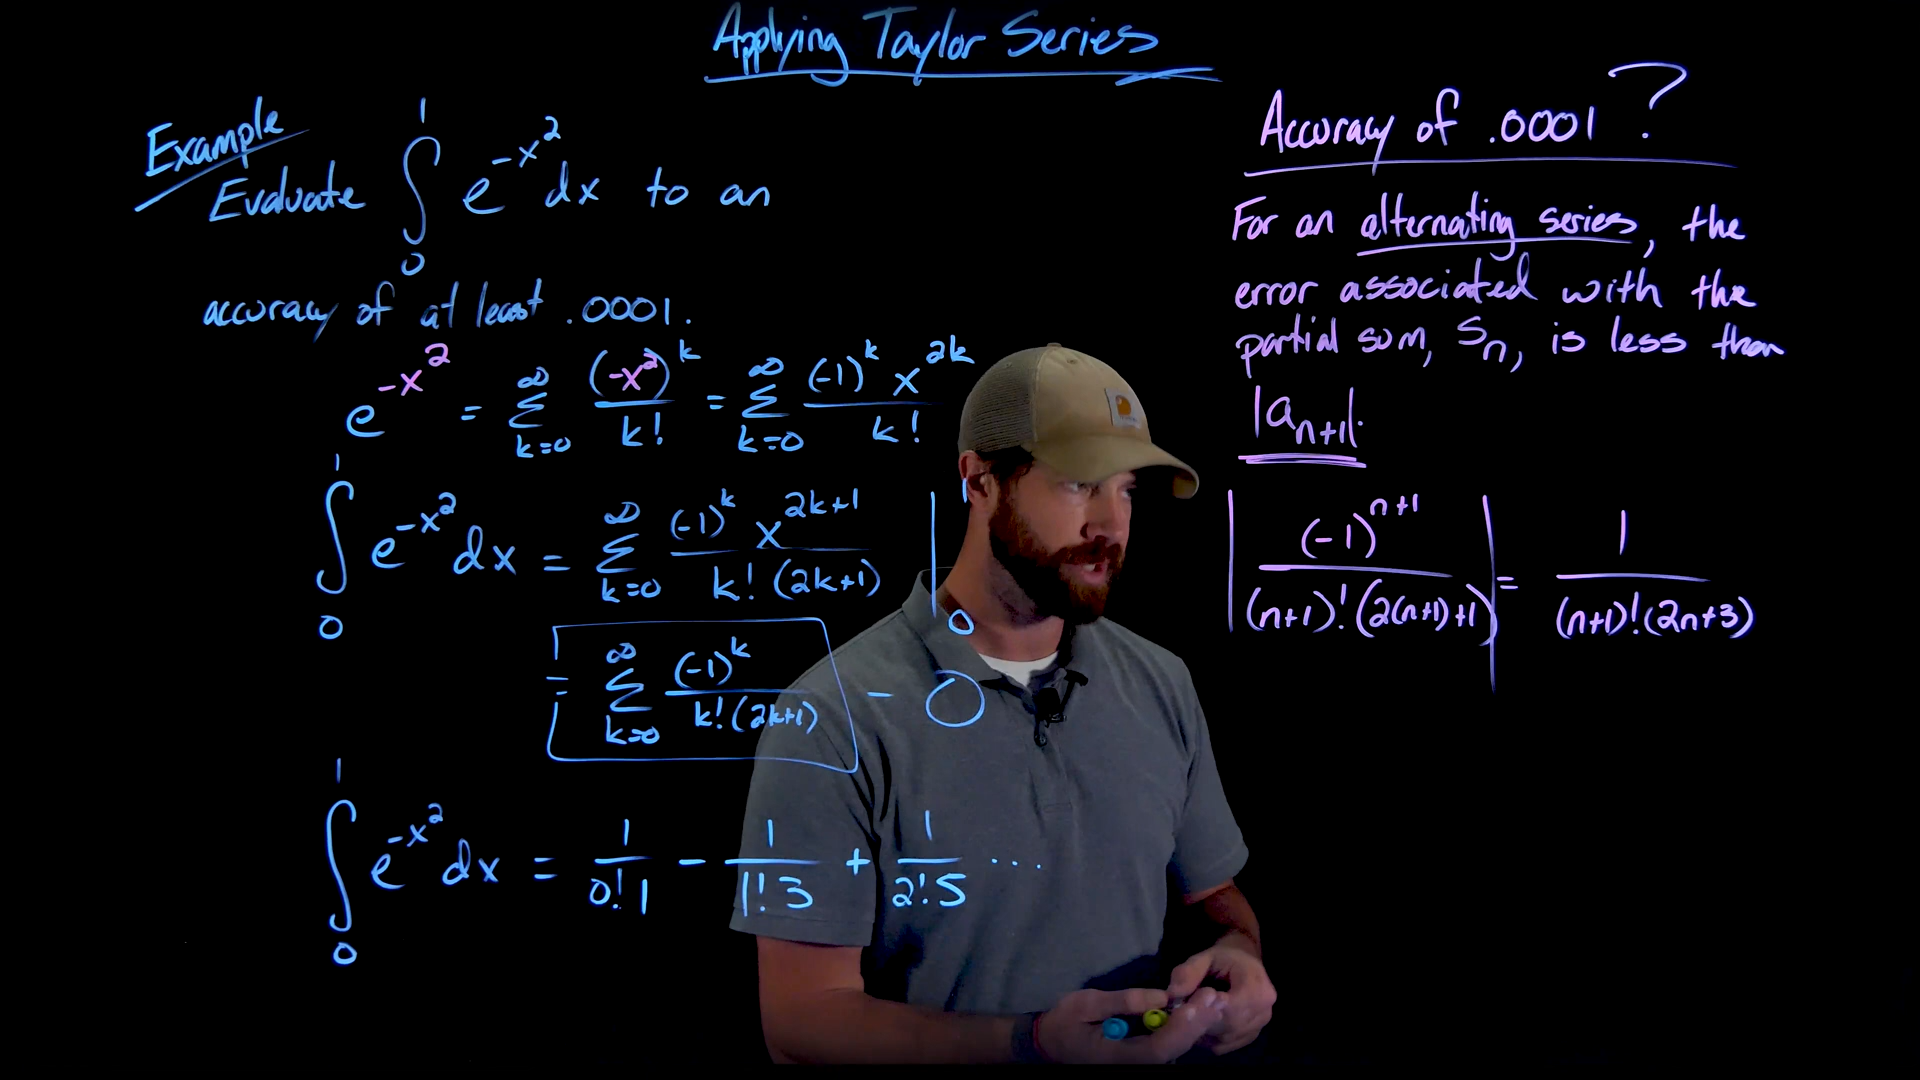 Applying Taylor Series
Example
Evaluate ∫₀¹ e^(-x²) dx to an
accuracy of at least .0001.
e^(-x²) = ∑_(k=0)^∞ (-x²)^k / k! = ∑_(k=0)^∞ (-1)^k x^(2k) / k!
∫₀¹ e^(-x²) dx = ∑_(k=0)^∞ (-1)^k x^(2k+1) / k!(2k+1) |₀¹
= ∑_(k=0)^∞ (-1)^k / k!(2k+1) - 0
∫₀¹ e^(-x²) dx = 1/0!1 - 1/1!3 + 1/2!5 ...
Accuracy of .0001 ?
For an alternating series, the
error associated with the
partial sum, Sₙ, is less than
|aₙ₊₁|.
|(-1)^(n+1) / (n+1)!(2(n+1)+1)| = 1 / (n+1)!(2n+3)